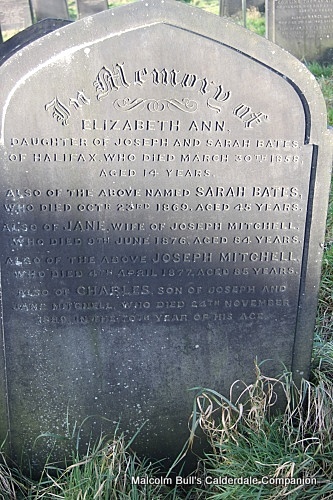 In Memory of
ELIZABETH ANN,
DAUGHTER OF JOSEPH AND SARAH BATES
OF HALIFAX, WHO DIED MARCH 30TH 1858,
AGED 14 YEARS.
ALSO OF THE ABOVE NAMED SARAH BATES,
WHO DIED OCTR 23RD 1869, AGED 45 YEARS.
ALSO OF JANE, WIFE OF JOSEPH MITCHELL,
WHO DIED 8TH JUNE 1876, AGED 84 YEARS.
ALSO OF THE ABOVE JOSEPH MITCHELL
WHO DIED APRIL 1877, AGED 85 YEARS.
ALSO OF CHARLES, SON OF JOSEPH AND
JANE MITCHELL, WHO DIED NOVEMBER
IN THE YEAR OF HIS AGE.
Malcolm Bull's Calderdale Companion